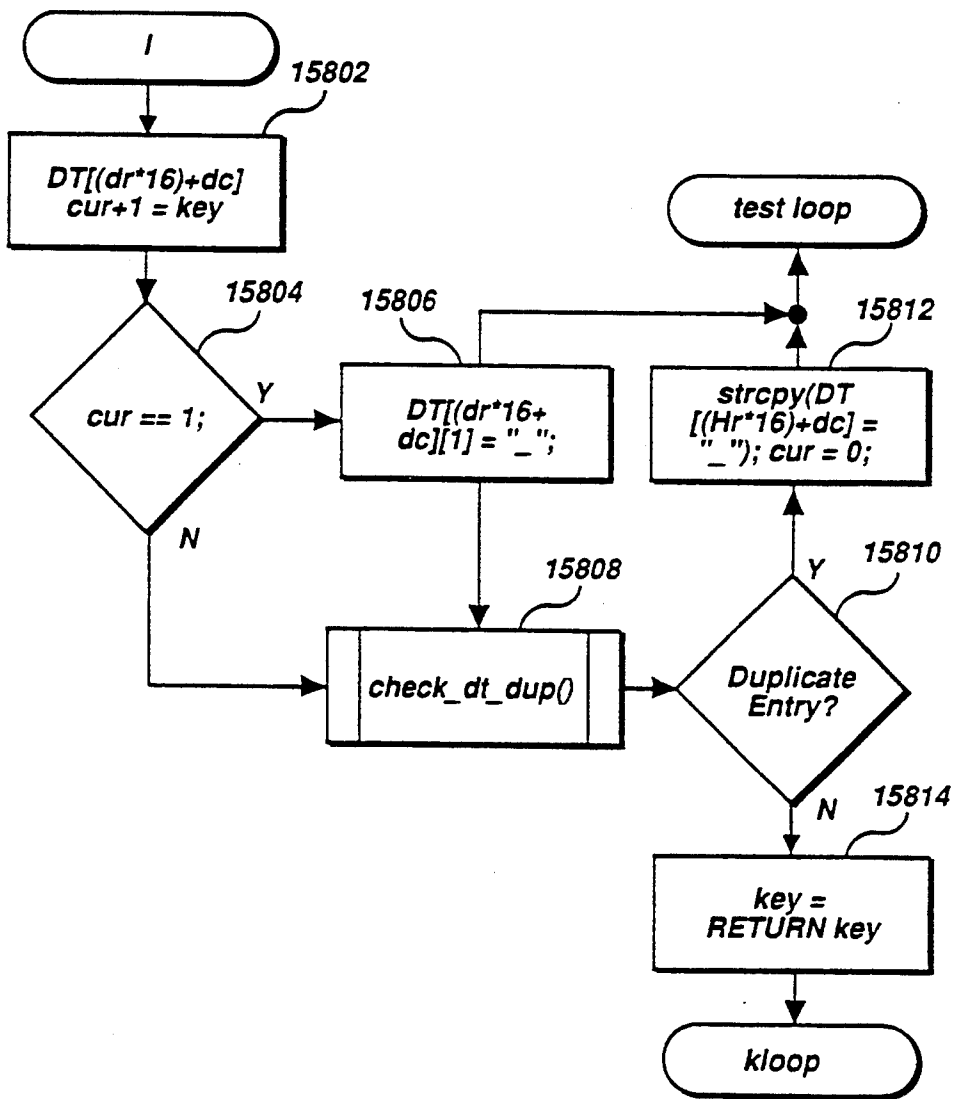 I
15802
DT[(dr*16)+dc]
cur+1 = key
15804
cur == 1;
Y
N
15806
DT[(dr*16+
dc][1] = "_";
15808
check_dt_dup()
test loop
15812
strcpy(DT
[(Hr*16)+dc] =
"_"); cur = 0;
15810
Y
Duplicate
Entry?
N
15814
key =
RETURN key
kloop